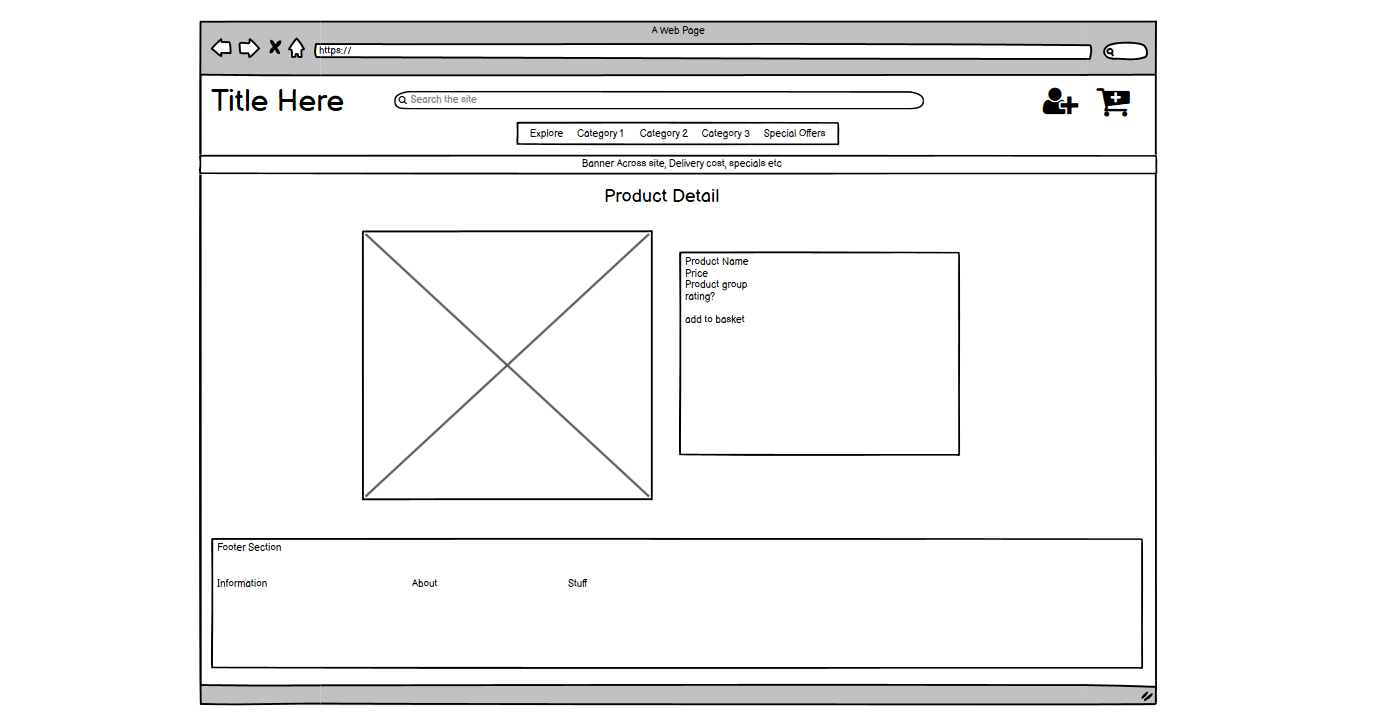 A Web Page
https://
Title Here
Search the site
Explore Category 1 Category 2 Category 3 Special Offers
Banner Across site, Delivery cost, specials etc
Product Detail
Product Name
Price
Product group
rating?
add to basket
Footer Section
Information About Stuff